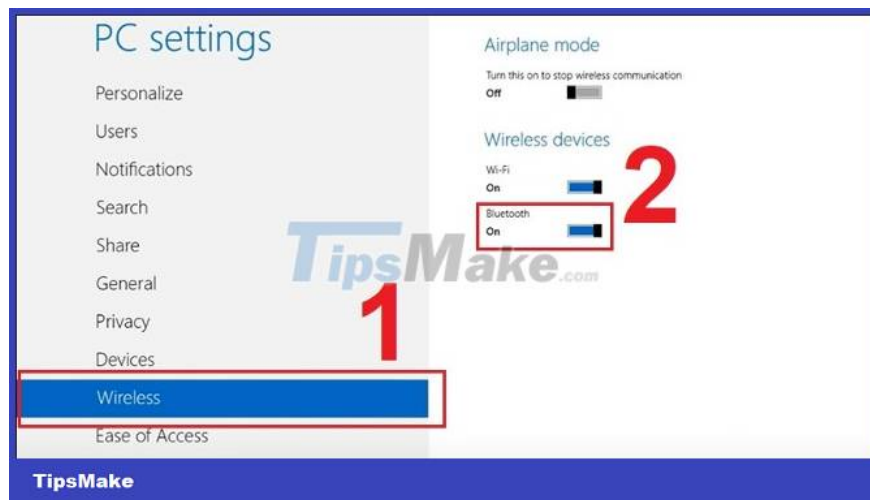 PC settings
Personalize
Users
Notifications
Search
Share
General
Privacy
Devices
Wireless
Ease of Access
1
Airplane mode
Turn this on to stop wireless communication
Off
Wireless devices
Wi-Fi
On
Bluetooth
On
2
TipsMake.com
TipsMake